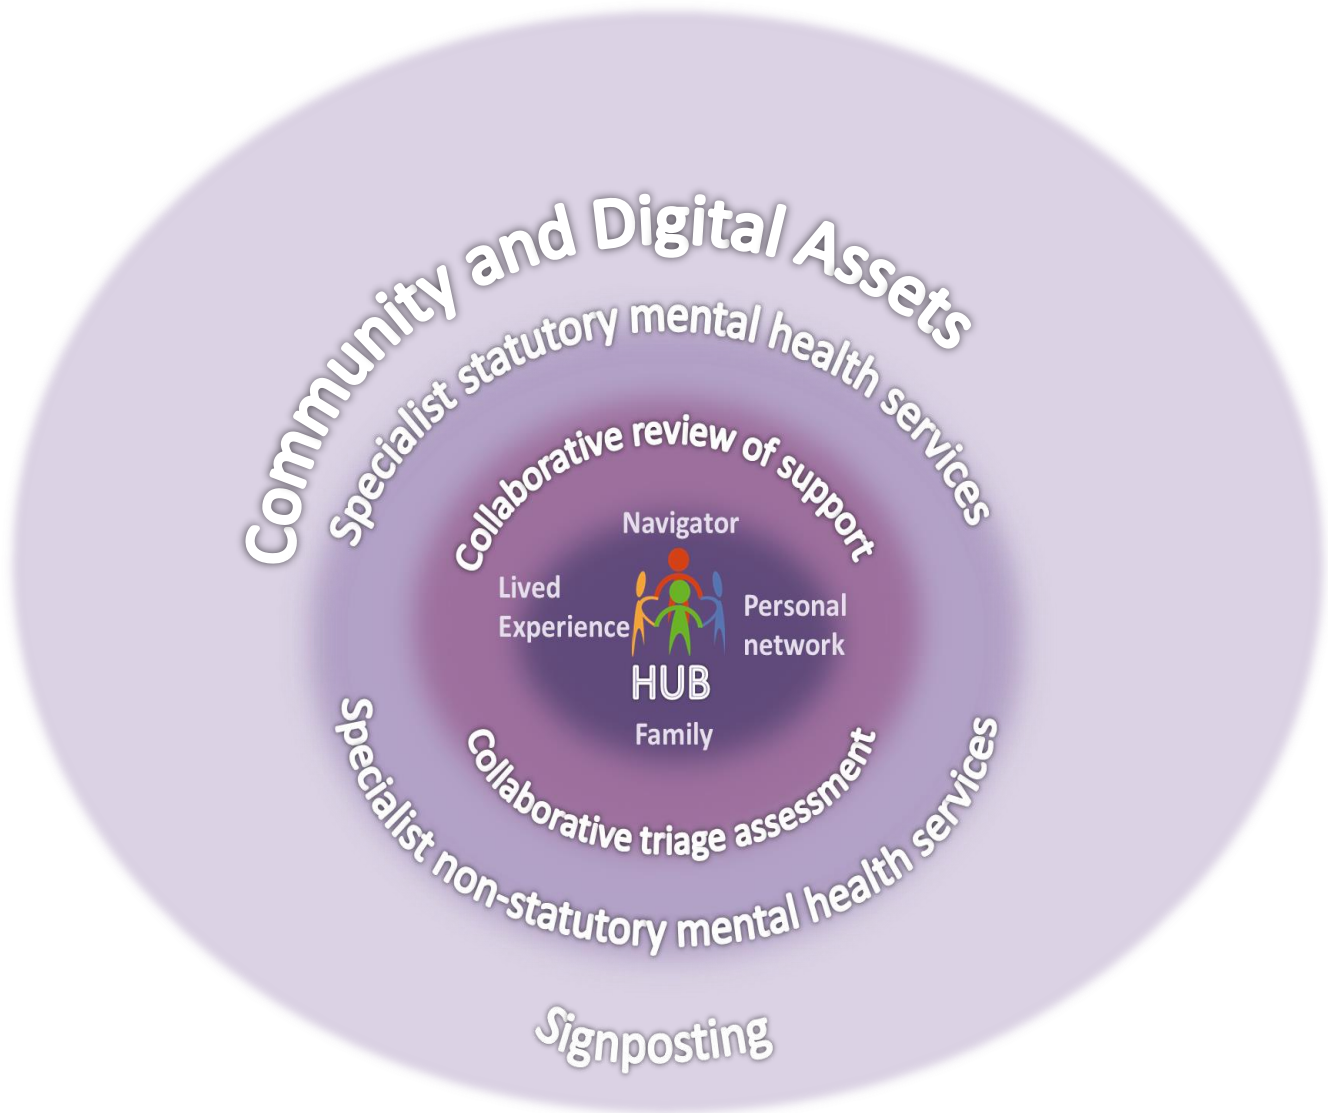 Community and Digital Assets
Specialist statutory mental health services
Collaborative review of support
Navigator
Lived
Experience
Personal
network
HUB
Family
Collaborative triage assessment
Specialist non-statutory mental health services
Signposting